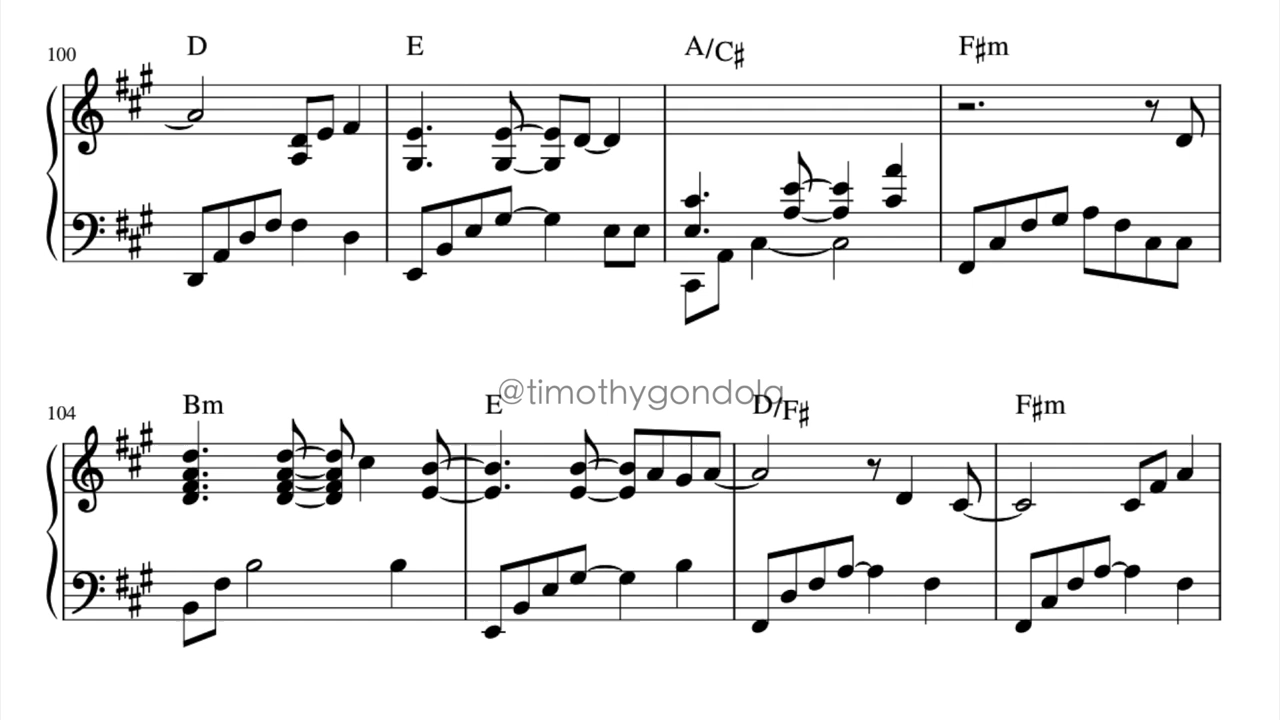 100 D E A/C♯ F♯m
@timothygondola
104 Bm E D/F♯ F♯m